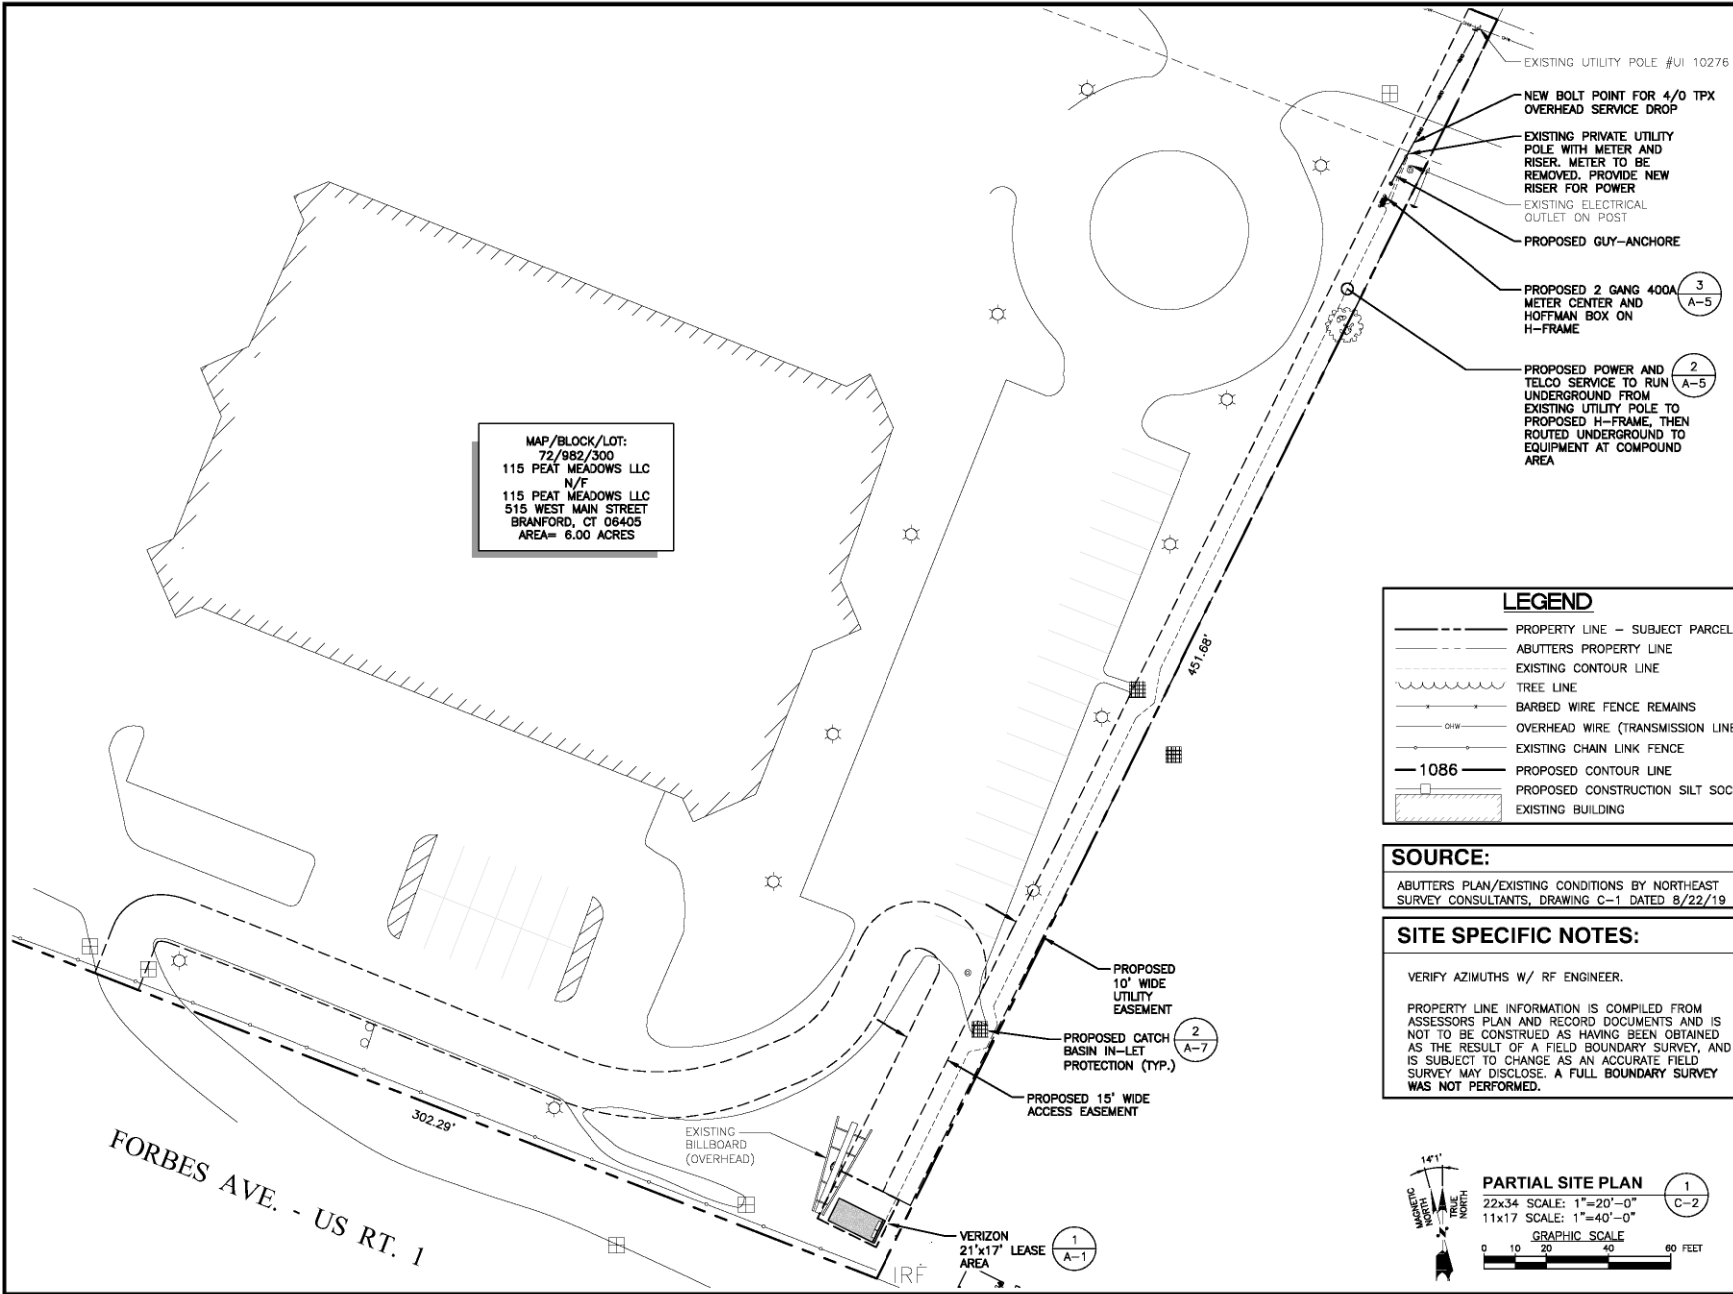 EXISTING UTILITY POLE #UI 10276
NEW BOLT POINT FOR 4/0 TPX
OVERHEAD SERVICE DROP
EXISTING PRIVATE UTILITY
POLE WITH METER AND
RISER. METER TO BE
REMOVED. PROVIDE NEW
RISER FOR POWER
EXISTING ELECTRICAL
OUTLET ON POST
PROPOSED GUY-ANCHORE
PROPOSED 2 GANG 400A
METER CENTER AND
HOFFMAN BOX ON
H-FRAME
3
A-5
PROPOSED POWER AND
TELCO SERVICE TO RUN
UNDERGROUND FROM
EXISTING UTILITY POLE TO
PROPOSED H-FRAME, THEN
ROUTED UNDERGROUND TO
EQUIPMENT AT COMPOUND
AREA
2
A-5
MAP/BLOCK/LOT:
72/982/300
115 PEAT MEADOWS LLC
N/F
115 PEAT MEADOWS LLC
515 WEST MAIN STREET
BRANFORD, CT 06405
AREA= 6.00 ACRES
451.68'
LEGEND
PROPERTY LINE - SUBJECT PARCEL
ABUTTERS PROPERTY LINE
EXISTING CONTOUR LINE
TREE LINE
BARBED WIRE FENCE REMAINS
OHW OVERHEAD WIRE (TRANSMISSION LINE
EXISTING CHAIN LINK FENCE
1086 PROPOSED CONTOUR LINE
PROPOSED CONSTRUCTION SILT SOC
EXISTING BUILDING
SOURCE:
ABUTTERS PLAN/EXISTING CONDITIONS BY NORTHEAST
SURVEY CONSULTANTS, DRAWING C-1 DATED 8/22/19
SITE SPECIFIC NOTES:
VERIFY AZIMUTHS W/ RF ENGINEER.
PROPERTY LINE INFORMATION IS COMPILED FROM
ASSESSORS PLAN AND RECORD DOCUMENTS AND IS
NOT TO BE CONSTRUED AS HAVING BEEN OBTAINED
AS THE RESULT OF A FIELD BOUNDARY SURVEY, AND
IS SUBJECT TO CHANGE AS AN ACCURATE FIELD
SURVEY MAY DISCLOSE. A FULL BOUNDARY SURVEY
WAS NOT PERFORMED.
PROPOSED
10' WIDE
UTILITY
EASEMENT
PROPOSED CATCH
BASIN IN-LET
PROTECTION (TYP.)
2
A-7
PROPOSED 15' WIDE
ACCESS EASEMENT
EXISTING
BILLBOARD
(OVERHEAD)
302.29'
FORBES AVE. - US RT. 1
VERIZON
21'x17' LEASE
AREA
1
A-1
IRF
14°1'
MAGNETIC
NORTH
TRUE
NORTH
N
PARTIAL SITE PLAN
22x34 SCALE: 1"=20'-0"
11x17 SCALE: 1"=40'-0"
1
C-2
GRAPHIC SCALE
0 10 20 40 60 FEET